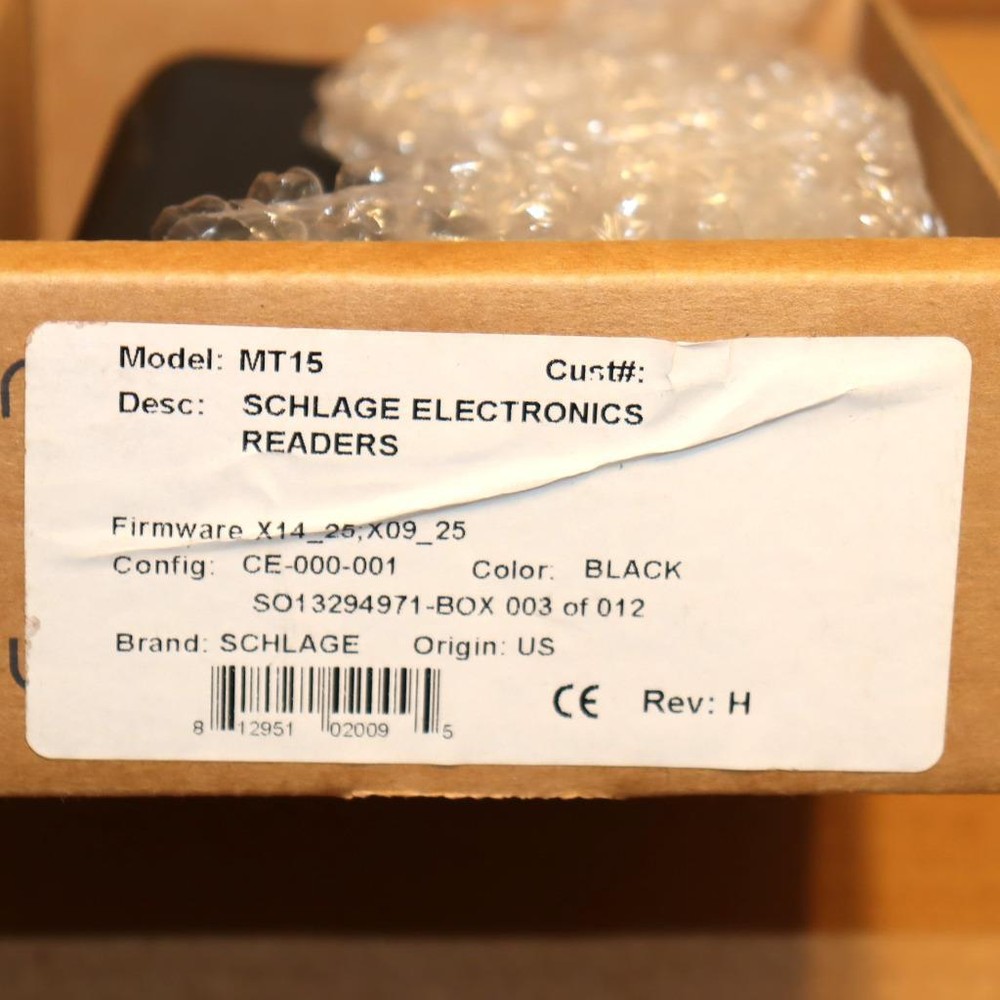 Model: MT15 Cust#:
Desc: SCHLAGE ELECTRONICS
READERS
Firmware X14_25;X09_25
Config: CE-000-001 Color: BLACK
SO13294971-BOX 003 of 012
Brand: SCHLAGE Origin: US
CE Rev: H
8 12951 02009 5